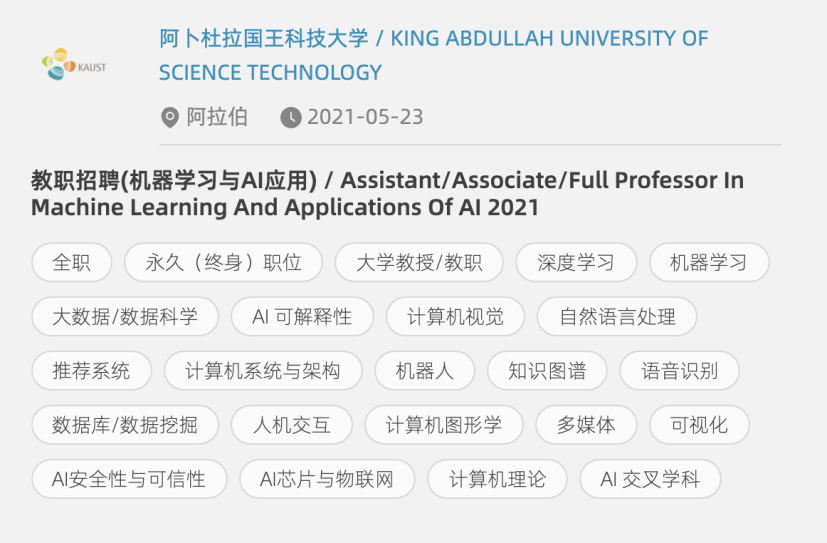 阿卜杜拉国王科技大学 / KING ABDULLAH UNIVERSITY OF
SCIENCE TECHNOLOGY
KAUST
阿拉伯 2021-05-23
教职招聘(机器学习与AI应用) / Assistant/Associate/Full Professor In
Machine Learning And Applications Of AI 2021
全职 永久（终身）职位 大学教授/教职 深度学习 机器学习
大数据/数据科学 AI 可解释性 计算机视觉 自然语言处理
推荐系统 计算机系统与架构 机器人 知识图谱 语音识别
数据库/数据挖掘 人机交互 计算机图形学 多媒体 可视化
AI安全性与可信性 AI芯片与物联网 计算机理论 AI 交叉学科